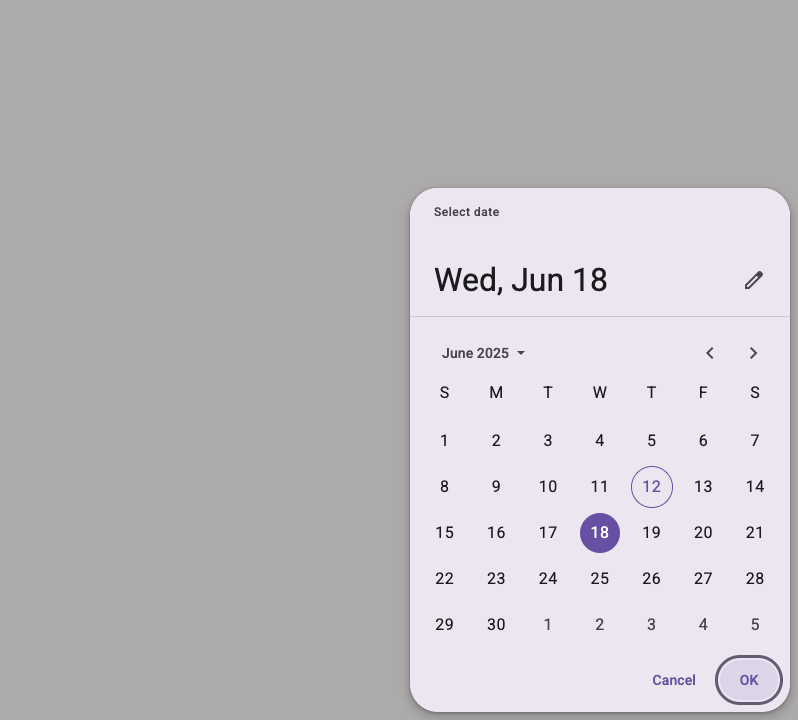 Select date
Wed, Jun 18
June 2025
S M T W T F S
1 2 3 4 5 6 7
8 9 10 11 12 13 14
15 16 17 18 19 20 21
22 23 24 25 26 27 28
29 30 1 2 3 4 5
Cancel OK